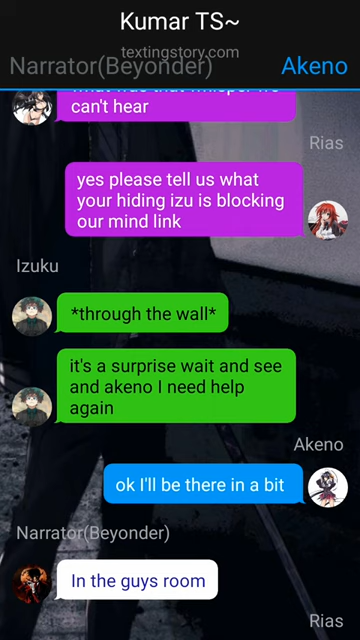 Kumar TS~
textingstory.com
Narrator(Beyonder)
Akeno
can't hear
Rias
yes please tell us what
your hiding izu is blocking
our mind link
Izuku
*through the wall*
it's a surprise wait and see
and akeno I need help
again
Akeno
ok I'll be there in a bit
Narrator(Beyonder)
In the guys room
Rias